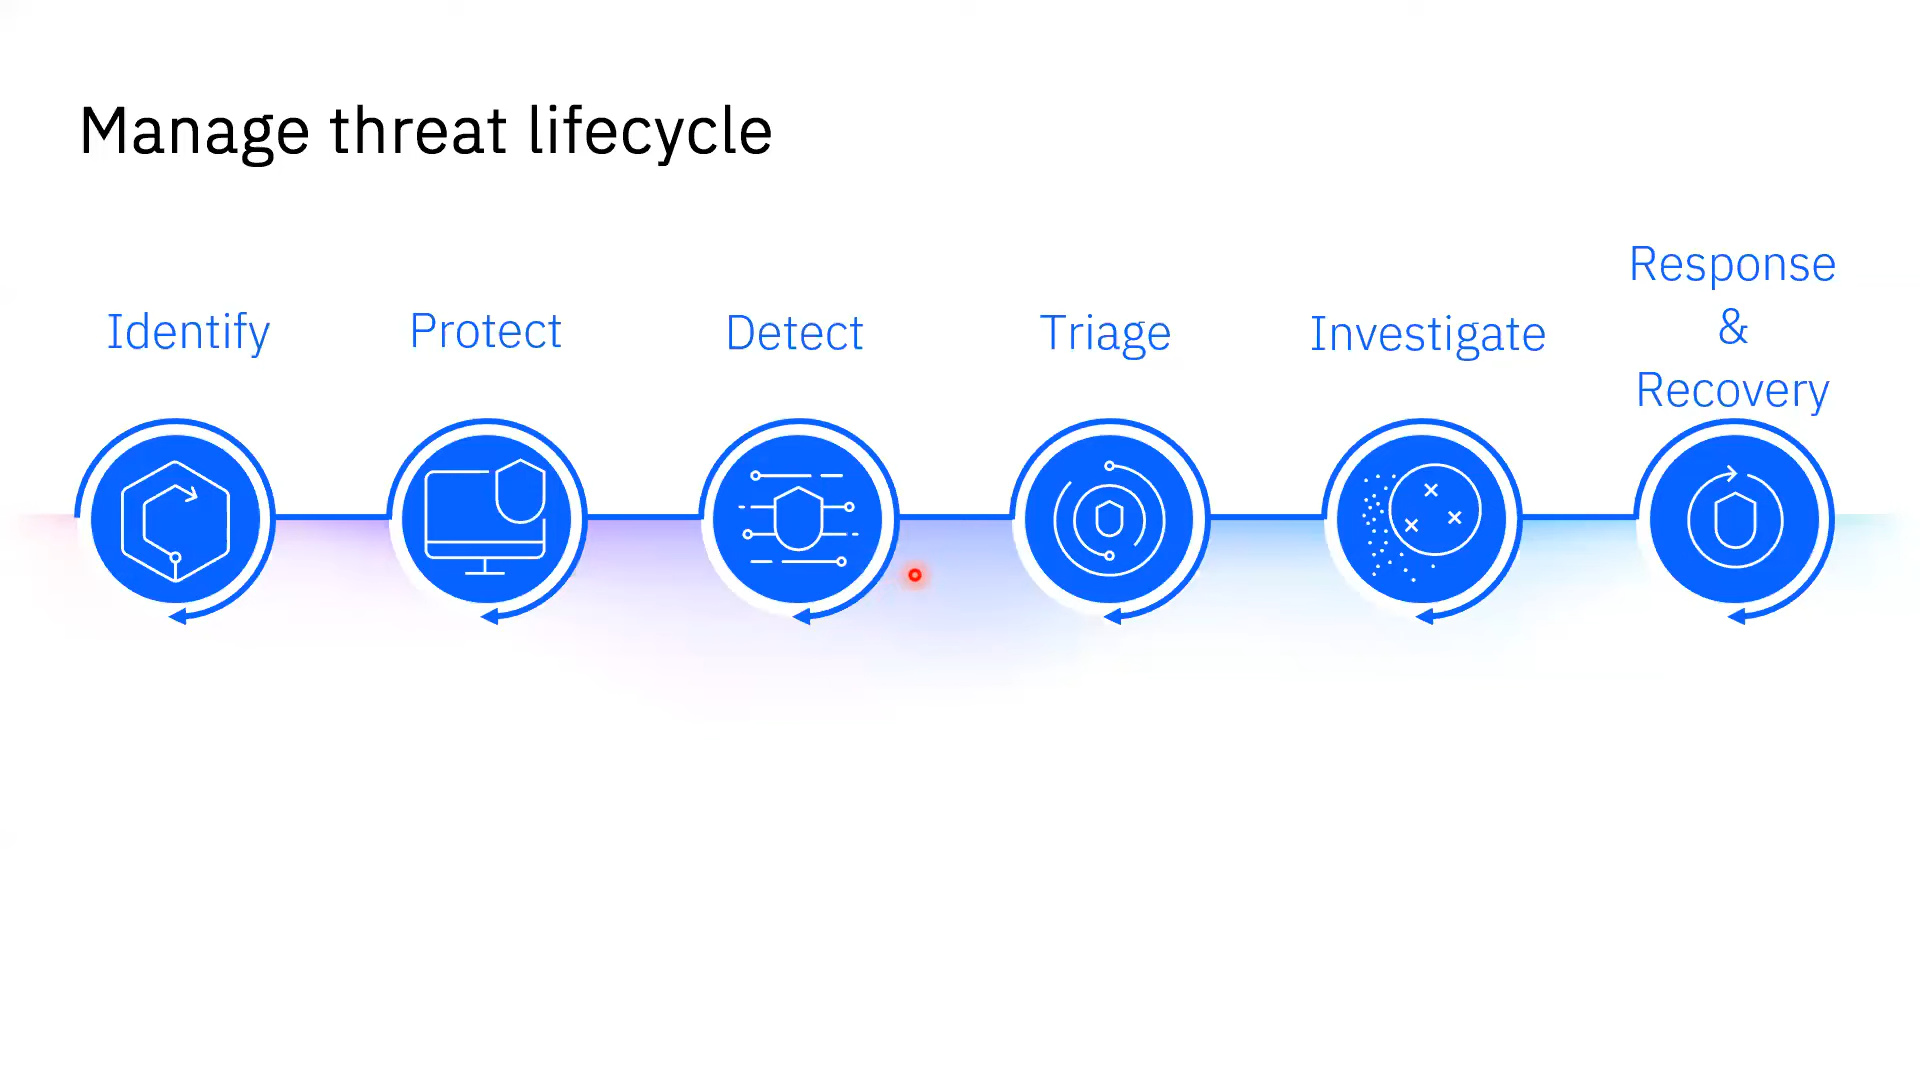 Manage threat lifecycle
Identify
Protect
Detect
Triage
Investigate
Response
&
Recovery